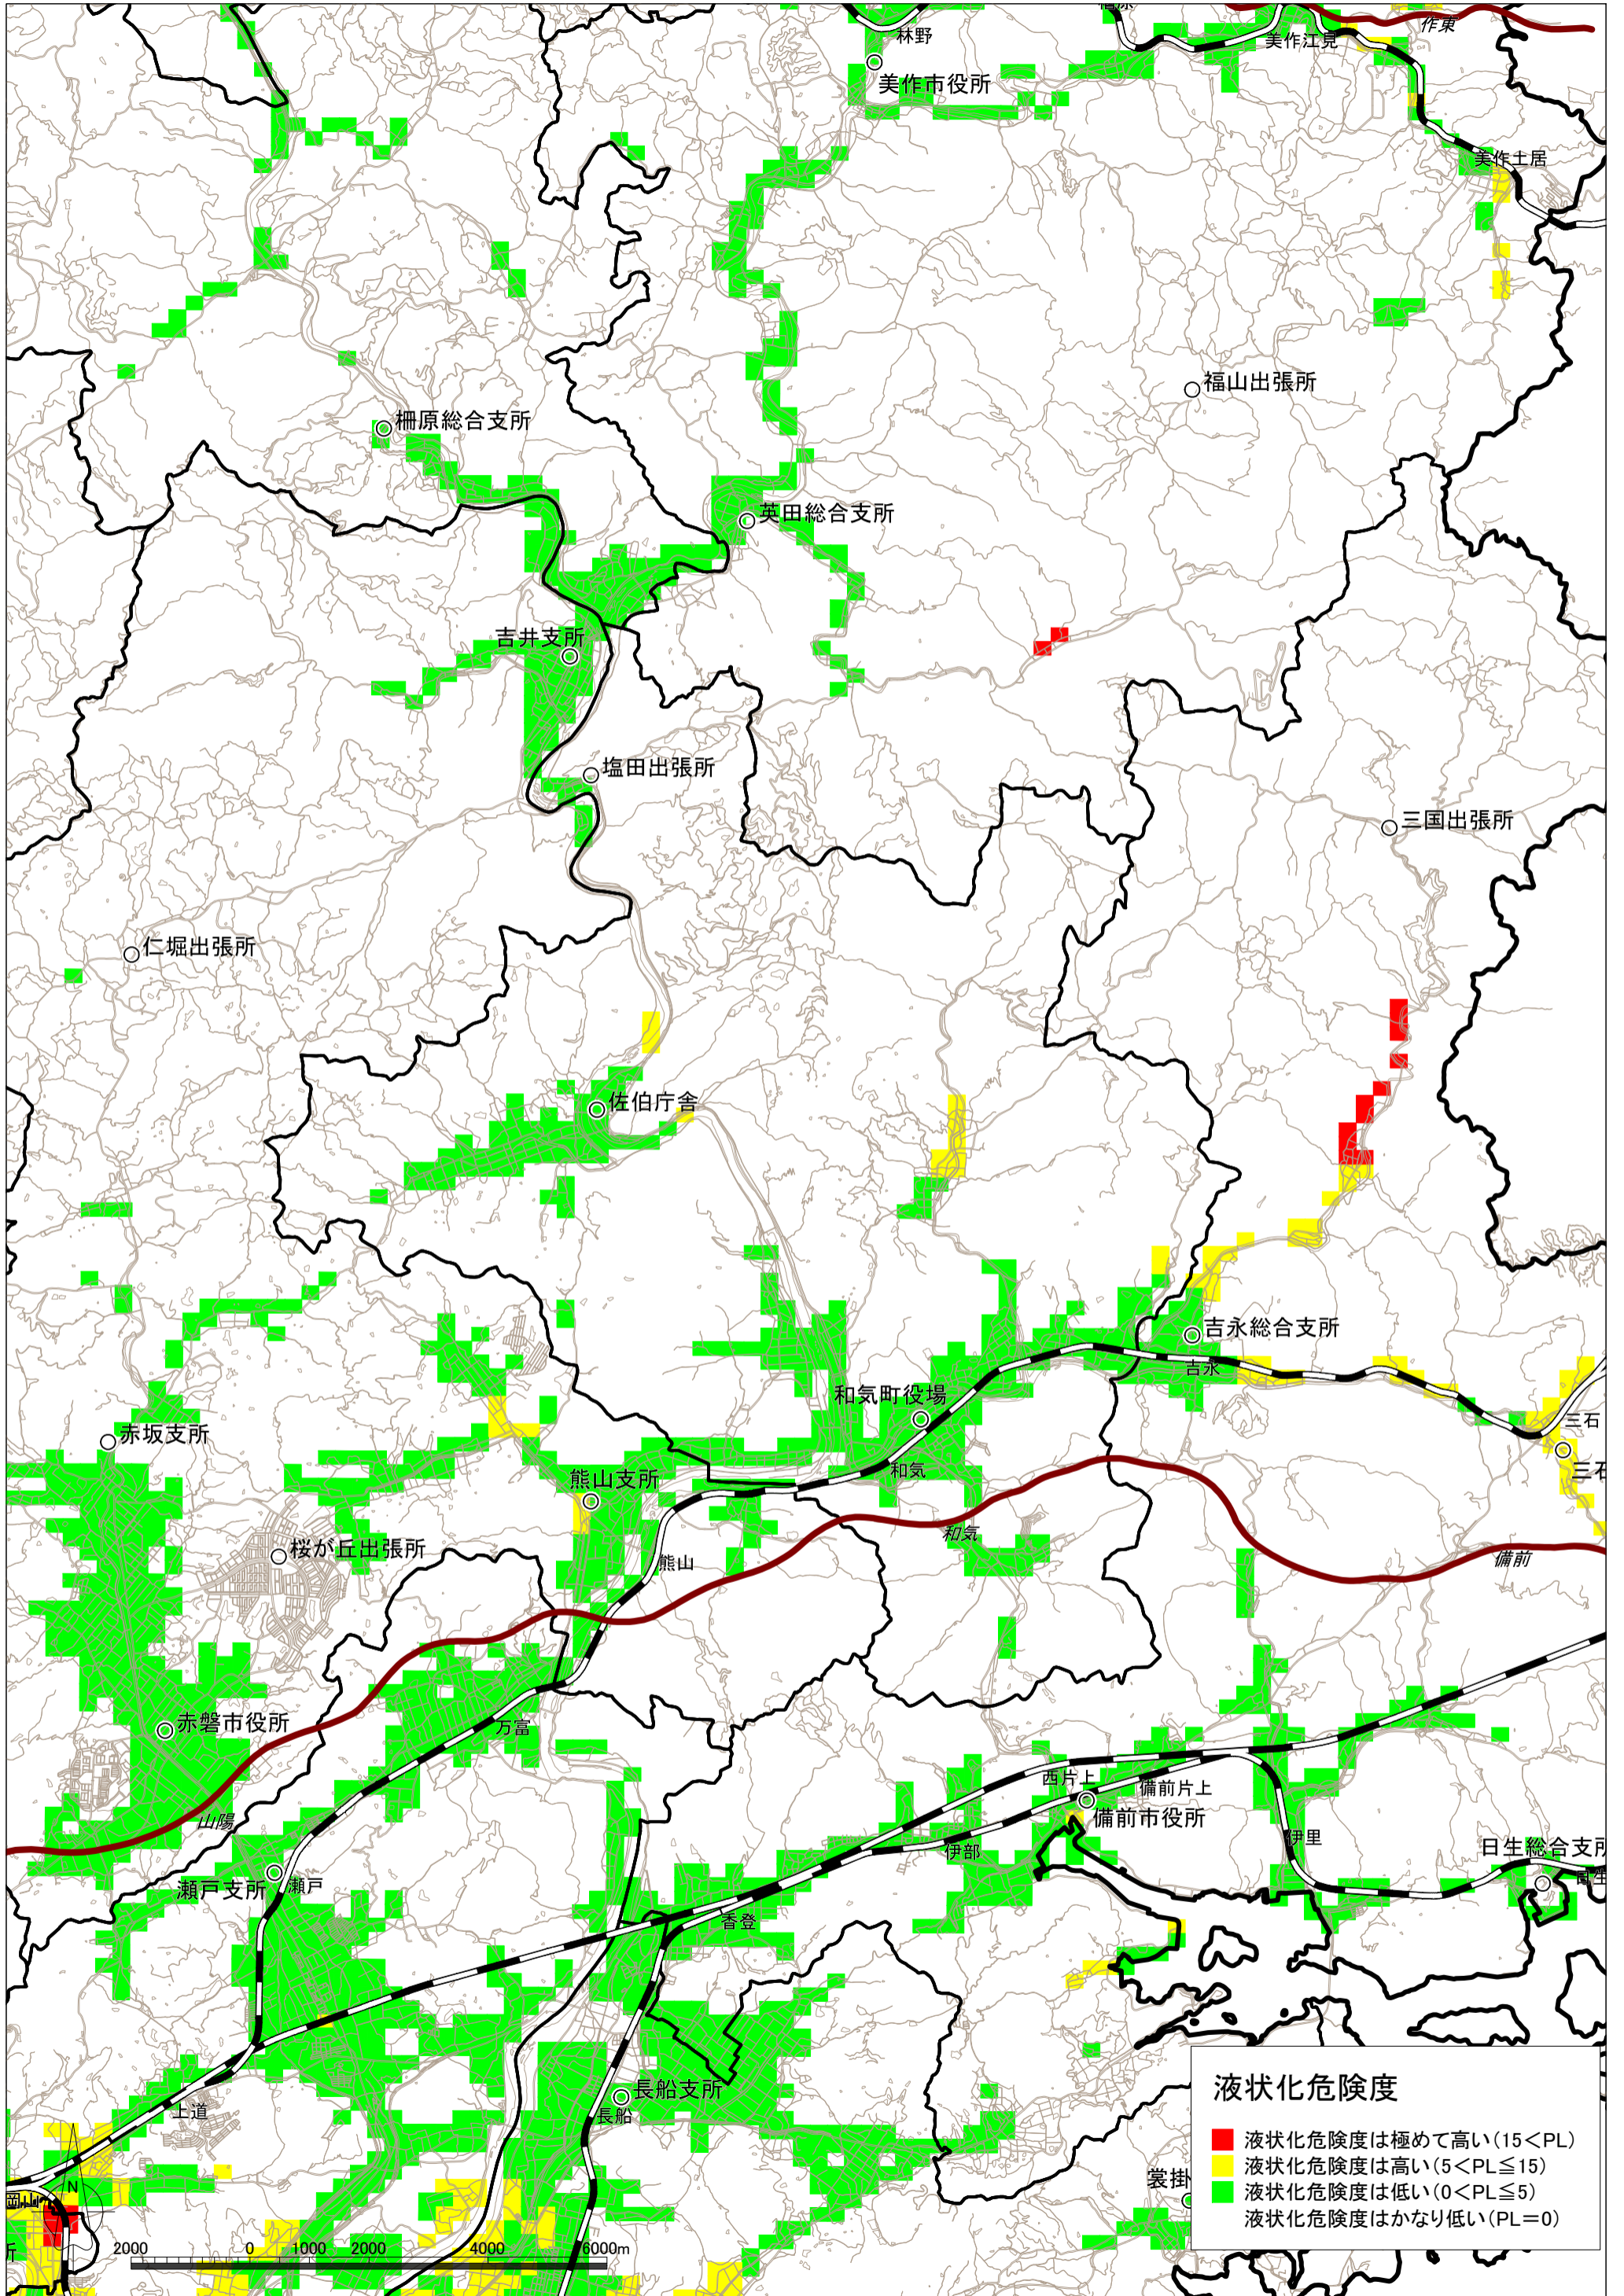 作東
林野
美作江見
美作市役所
美作土居
福山出張所
柵原総合支所
英田総合支所
吉井支所
塩田出張所
三国出張所
仁堀出張所
佐伯庁舎
吉永総合支所
吉永
和気町役場
赤坂支所
三石
和気
三石
熊山支所
和気
桜が丘出張所
備前
熊山
赤磐市役所
万富
西片上
備前片上
備前市役所
山陽
伊里
伊部
日生総合支所
瀬戸支所
瀬戸
香登
長船支所
長船
上道
液状化危険度
液状化危険度は極めて高い(15<PL)
液状化危険度は高い(5<PL≦15)
液状化危険度は低い(0<PL≦5)
液状化危険度はかなり低い(PL=0)
裳掛
N
岡山
所
2000 0 1000 2000 4000 6000m